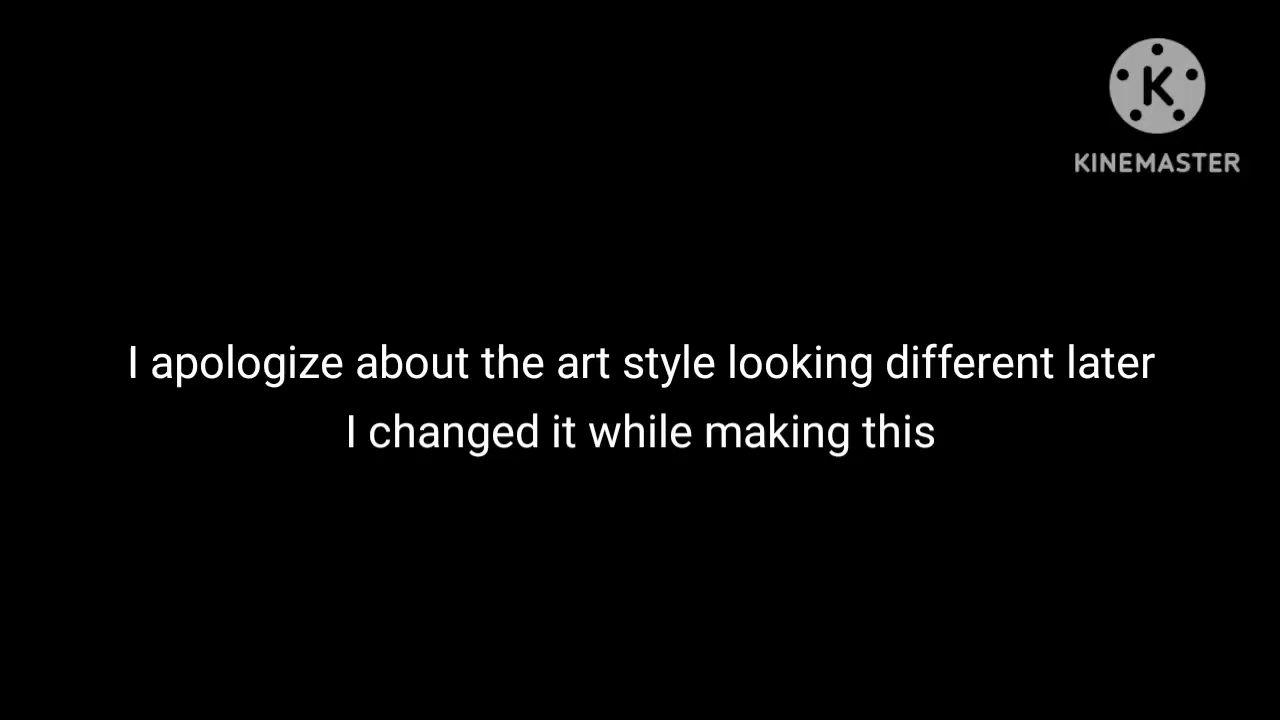 K
KINEMASTER
I apologize about the art style looking different later
I changed it while making this